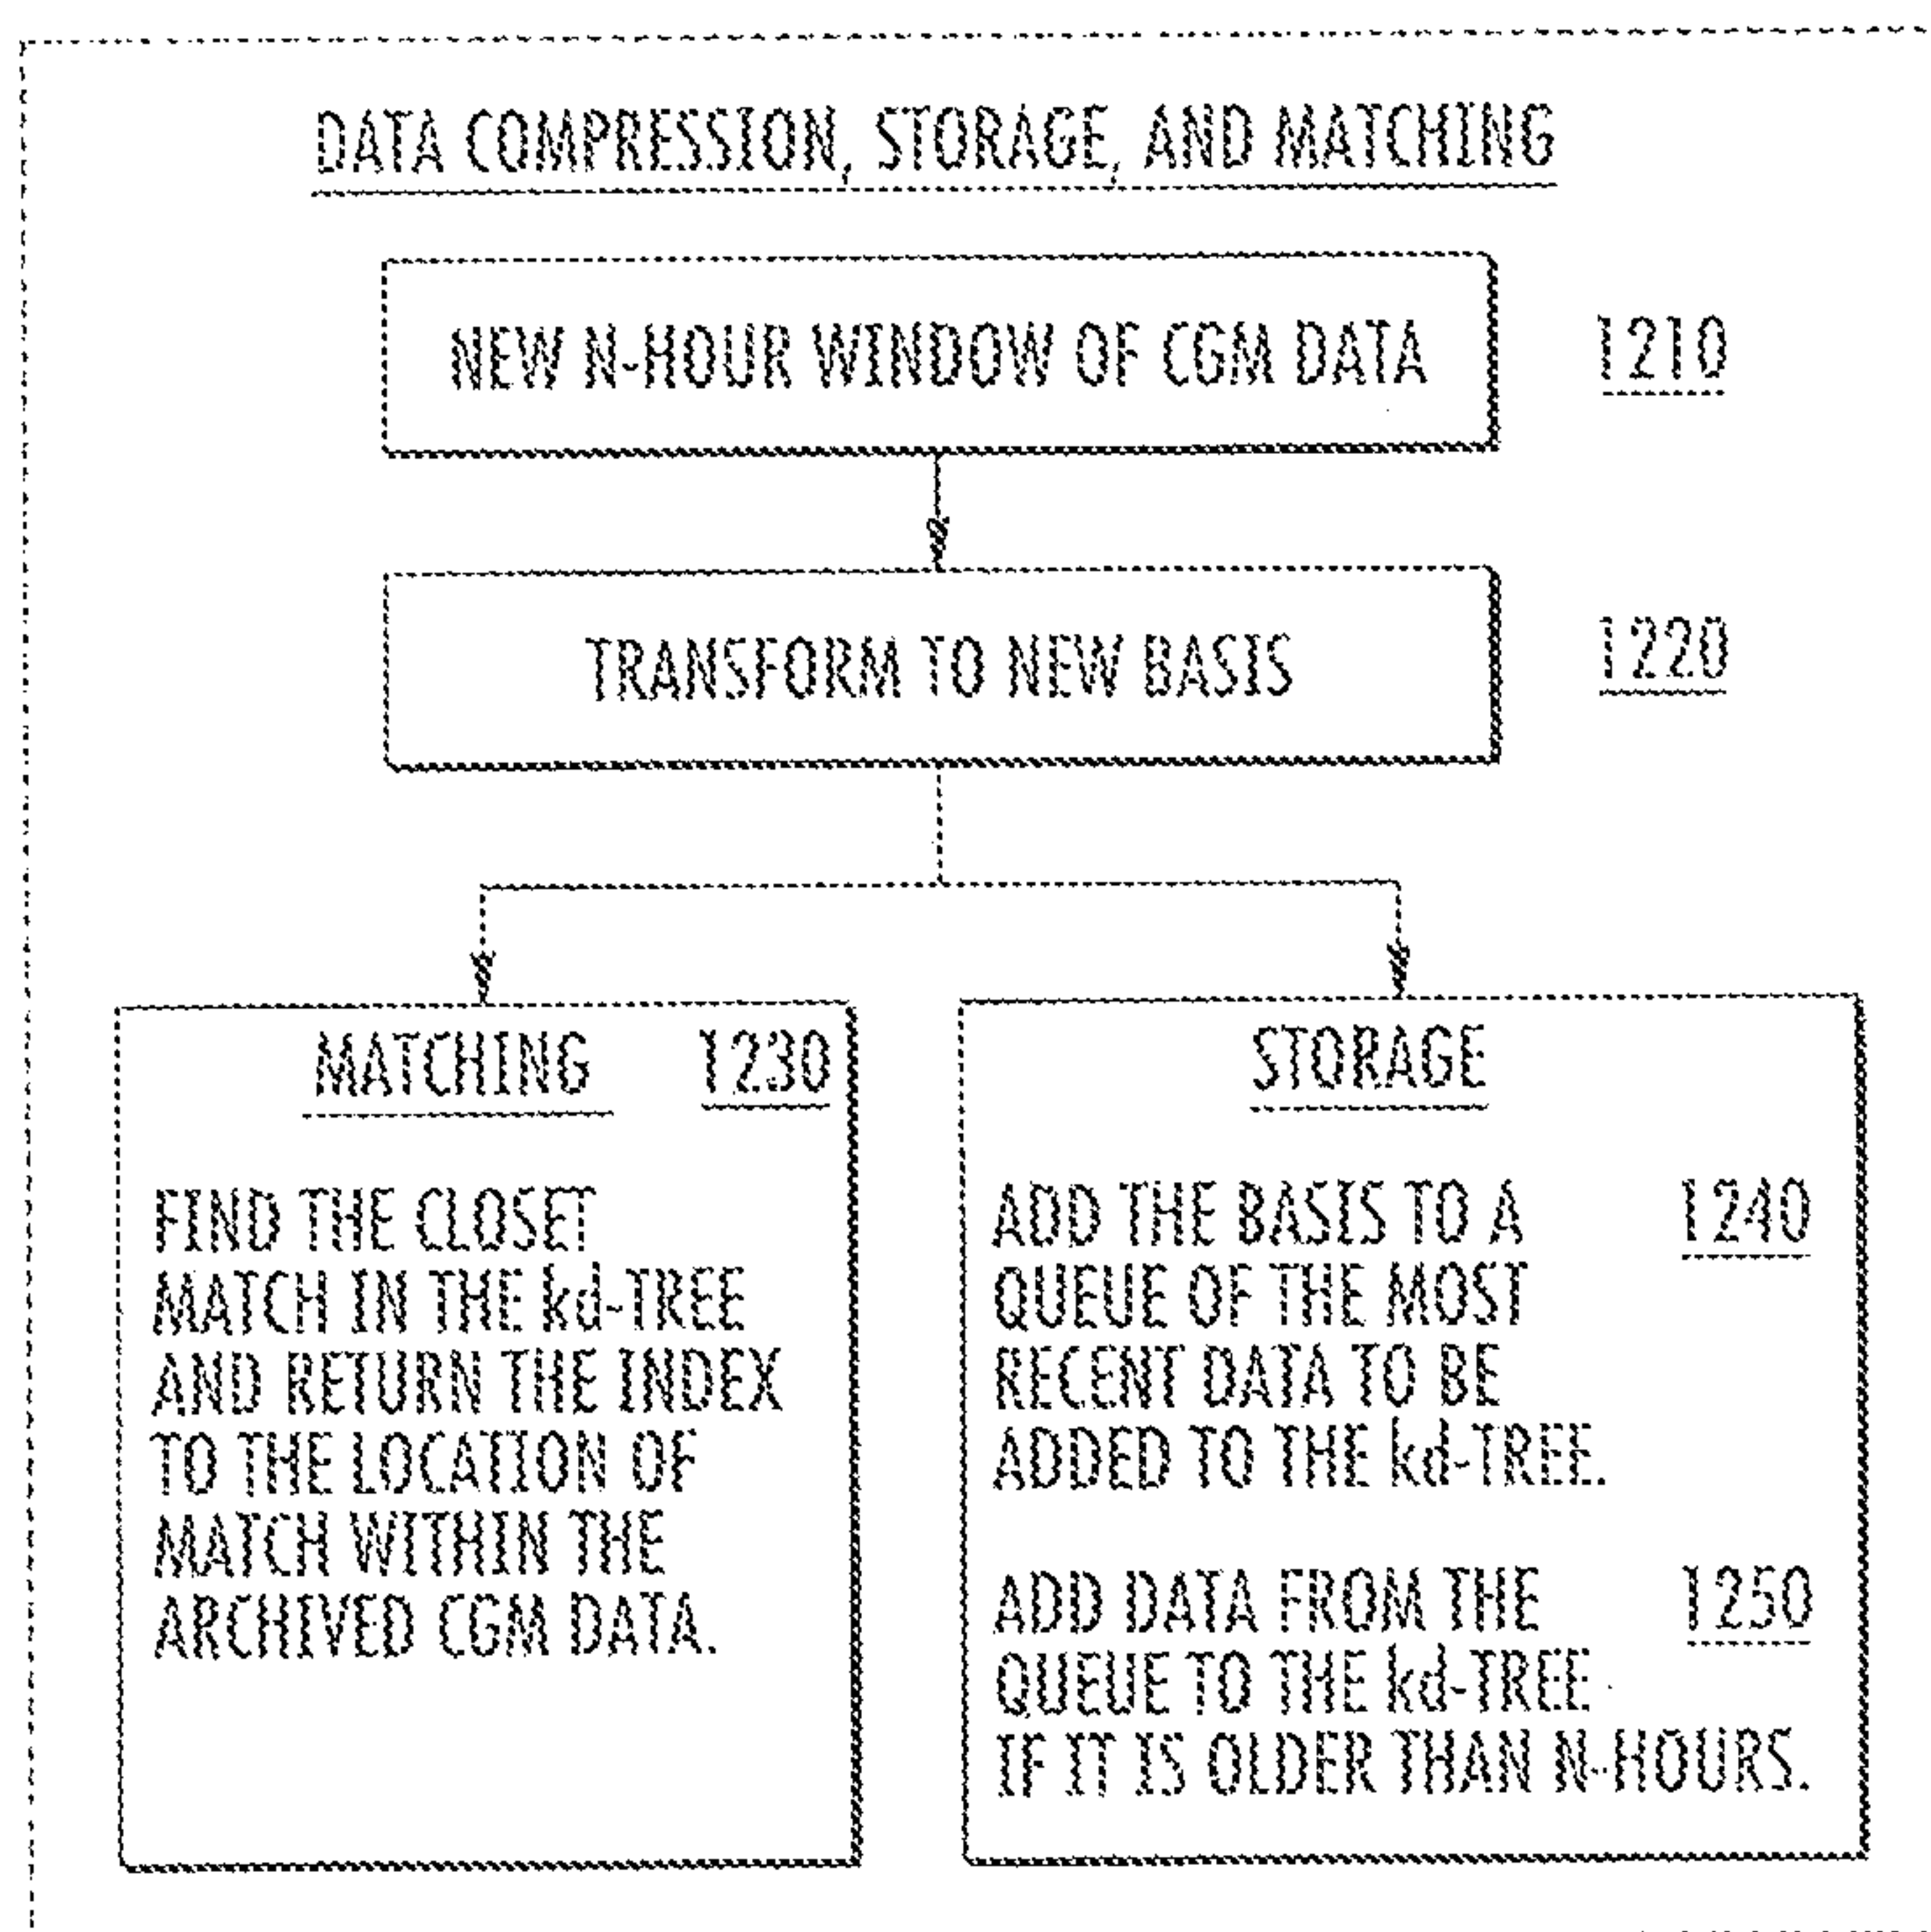 DATA COMPRESSION, STORAGE, AND MATCHING
NEW N-HOUR WINDOW OF CGM DATA
1210
TRANSFORM TO NEW BASIS
1220
MATCHING 1230
FIND THE CLOSET
MATCH IN THE kd-TREE
AND RETURN THE INDEX
TO THE LOCATION OF
MATCH WITHIN THE
ARCHIVED CGM DATA.
STORAGE
ADD THE BASIS TO A 1240
QUEUE OF THE MOST
RECENT DATA TO BE
ADDED TO THE kd-TREE.
ADD DATA FROM THE 1250
QUEUE TO THE kd-TREE
IF IT IS OLDER THAN N-HOURS.